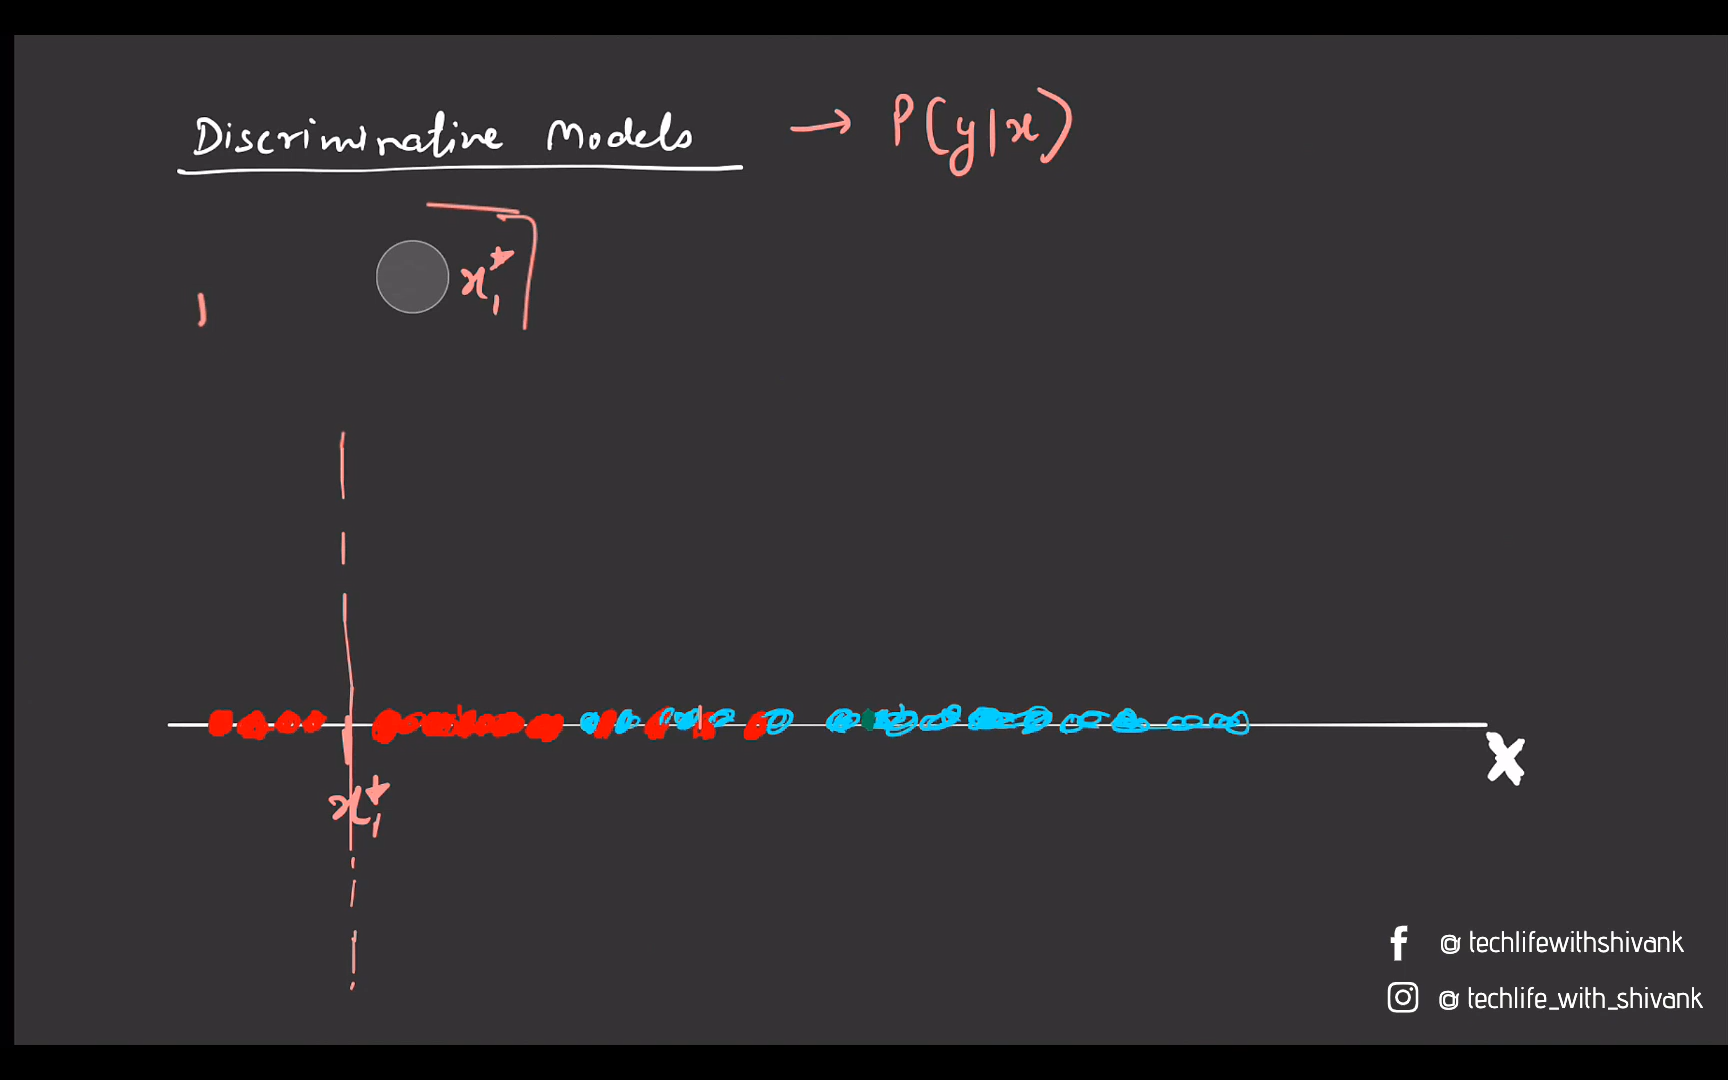 Discriminative Models → P(y|x)
x₁*
x₁*
X
@ techlifewithshivank
@ techlife_with_shivank